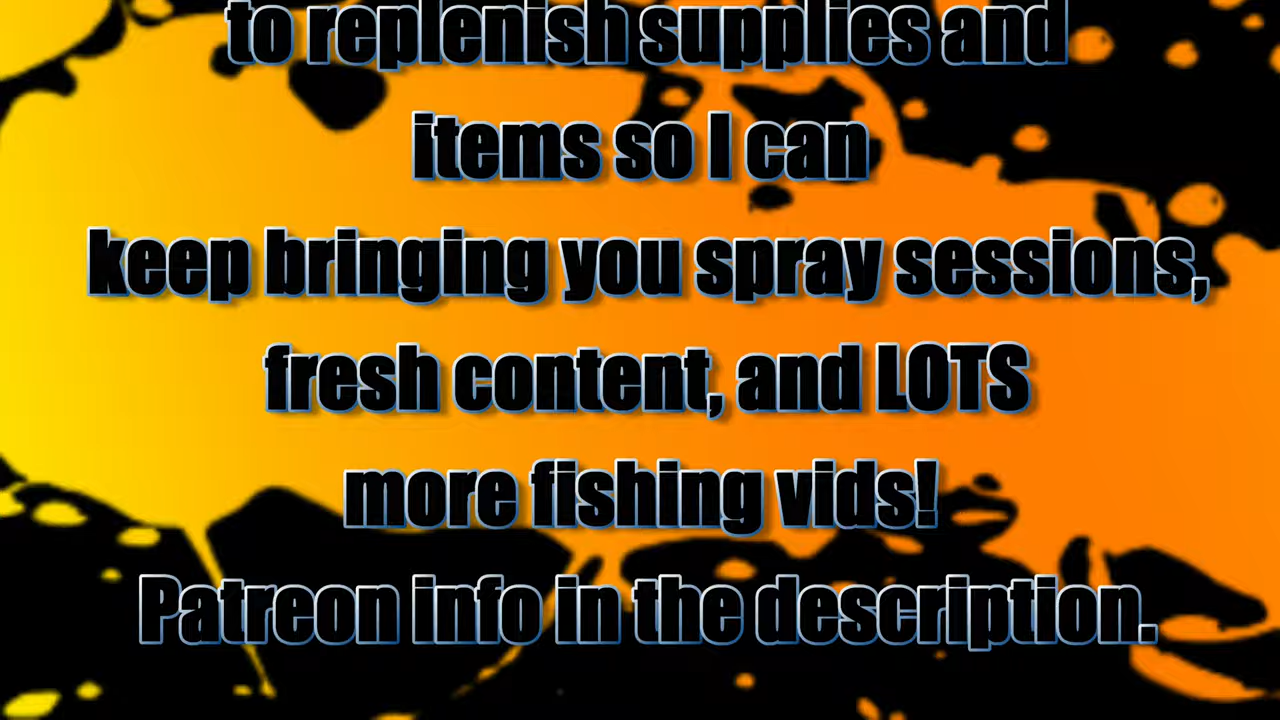 to replenish supplies and
items so I can
keep bringing you spray sessions,
fresh content, and LOTS
more fishing vids!
Patreon info in the description.